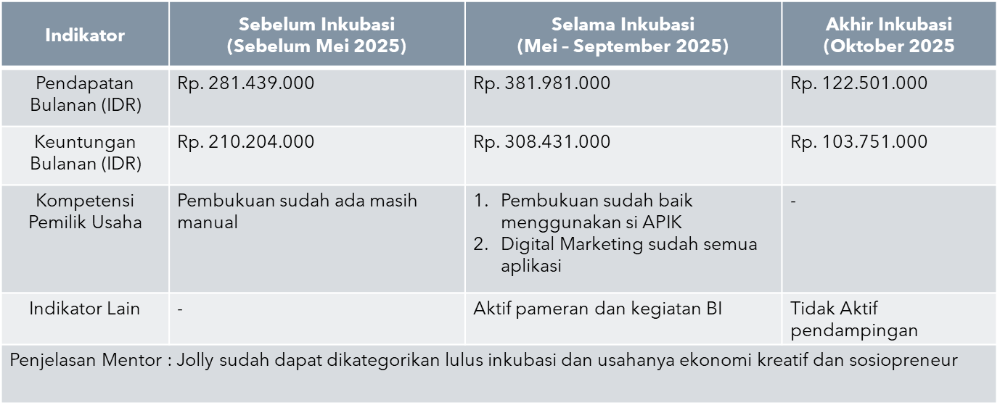 Indikator
Sebelum Inkubasi
(Sebelum Mei 2025)
Selama Inkubasi
(Mei – September 2025)
Akhir Inkubasi
(Oktober 2025
Pendapatan
Bulanan (IDR)
Rp. 281.439.000
Rp. 381.981.000
Rp. 122.501.000
Keuntungan
Bulanan (IDR)
Rp. 210.204.000
Rp. 308.431.000
Rp. 103.751.000
Kompetensi
Pemilik Usaha
Pembukuan sudah ada masih
manual
1. Pembukuan sudah baik
menggunakan si APIK
2. Digital Marketing sudah semua
aplikasi
-
Indikator Lain
-
Aktif pameran dan kegiatan BI
Tidak Aktif
pendampingan
Penjelasan Mentor : Jolly sudah dapat dikategorikan lulus inkubasi dan usahanya ekonomi kreatif dan sosiopreneur